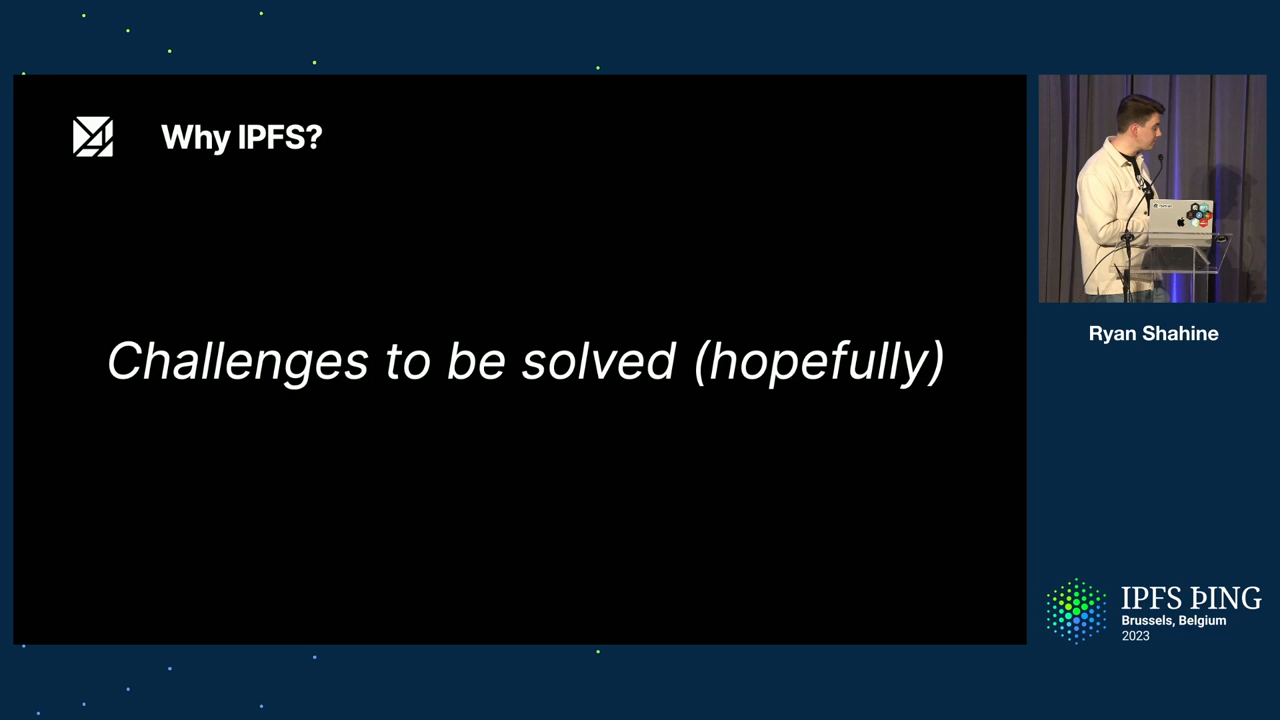 Why IPFS?
Challenges to be solved (hopefully)
Ryan Shahine
IPFS ÞING
Brussels, Belgium
2023